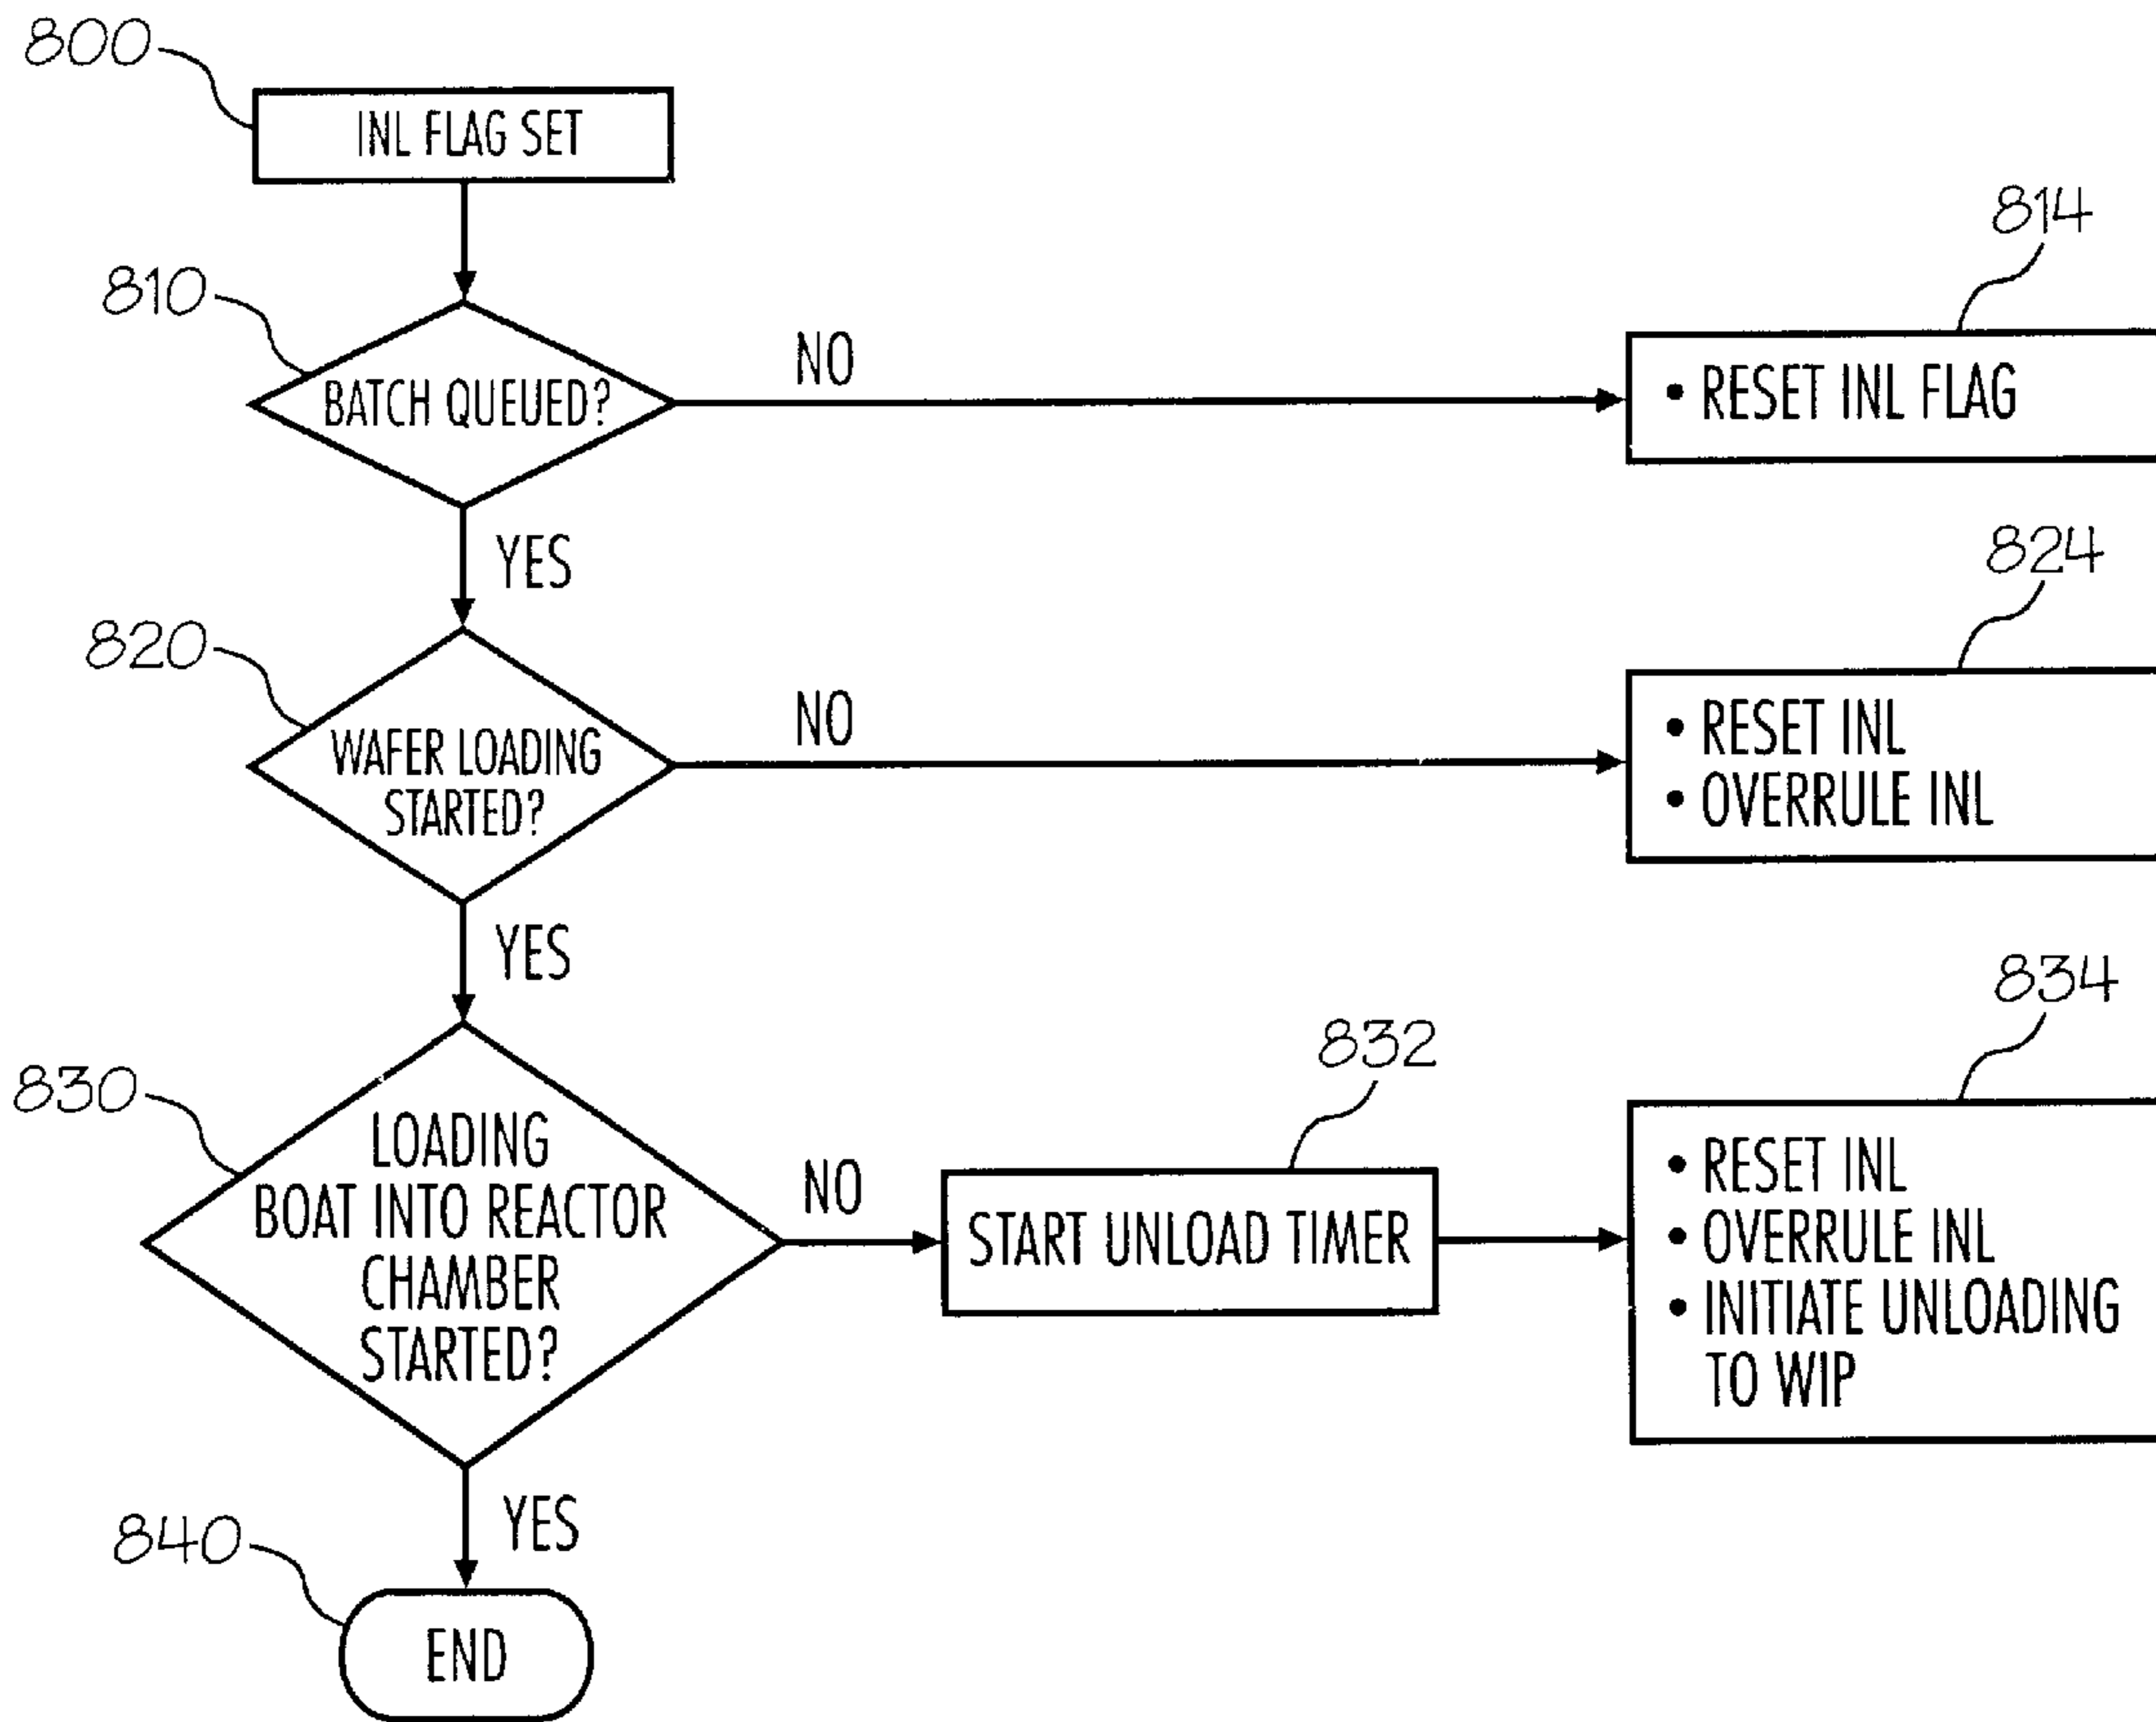 800
INL FLAG SET
810
BATCH QUEUED?
NO
814
• RESET INL FLAG
YES
820
WAFER LOADING
STARTED?
NO
824
• RESET INL
• OVERRULE INL
YES
830
LOADING
BOAT INTO REACTOR
CHAMBER
STARTED?
NO
832
START UNLOAD TIMER
834
• RESET INL
• OVERRULE INL
• INITIATE UNLOADING
TO WIP
YES
840
END